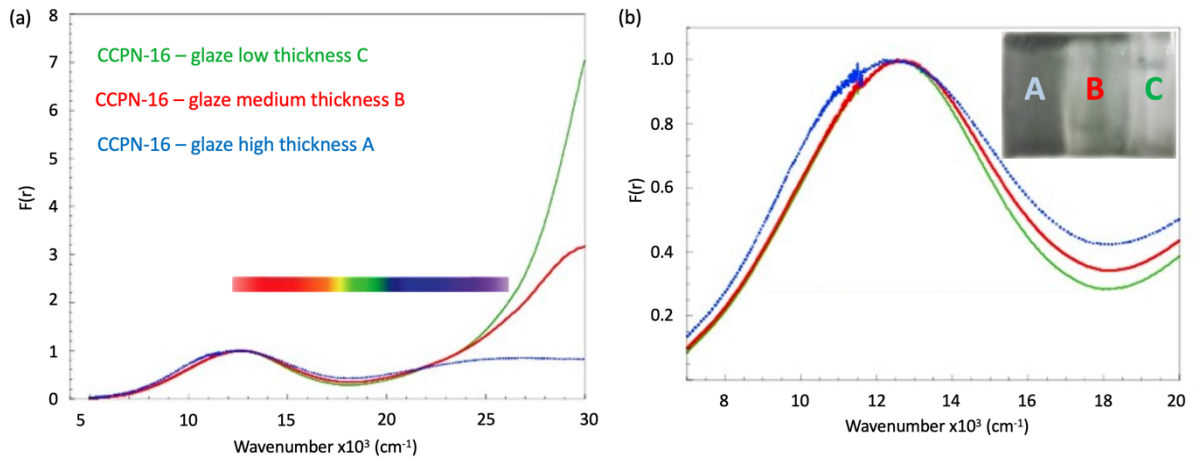 (a)
8
7
6
5
4
3
2
1
0
F(r)
CCPN-16 – glaze low thickness C
CCPN-16 – glaze medium thickness B
CCPN-16 – glaze high thickness A
5
10
15
20
25
30
Wavenumber x10³ (cm⁻¹)
(b)
1.0
0.8
0.6
0.4
0.2
F(r)
A B C
8
10
12
14
16
18
20
Wavenumber x10³ (cm⁻¹)